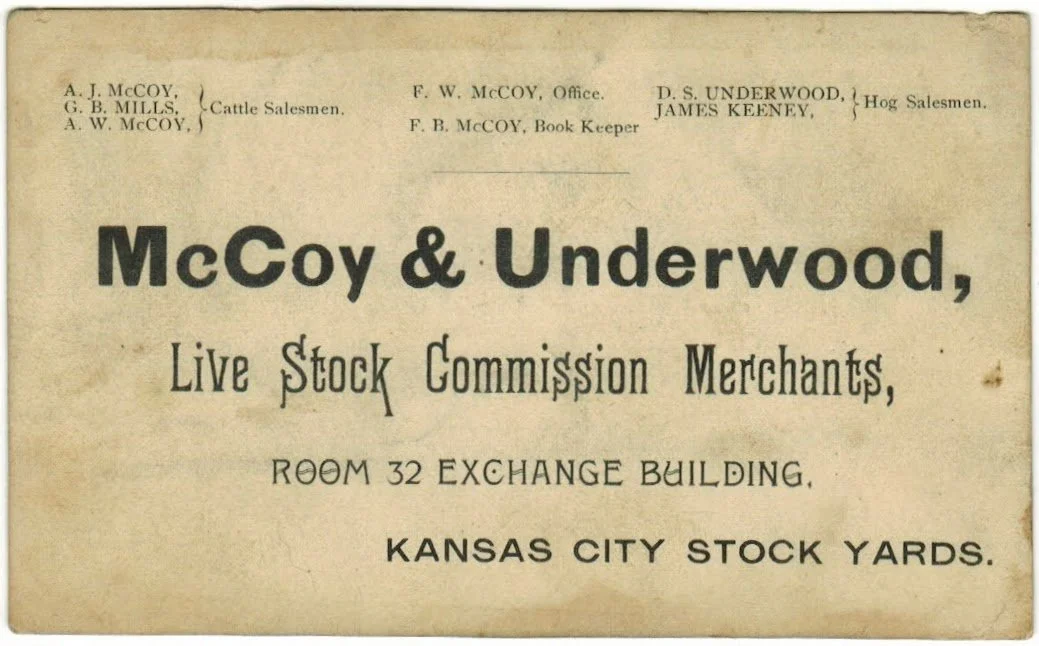 A. J. McCOY,
G. B. MILLS,
A. W. McCOY,
Cattle Salesmen.
F. W. McCOY, Office.
F. B. McCOY, Book Keeper
D. S. UNDERWOOD,
JAMES KEENEY,
Hog Salesmen.
McCoy & Underwood,
Live Stock Commission Merchants,
ROOM 32 EXCHANGE BUILDING,
KANSAS CITY STOCK YARDS.